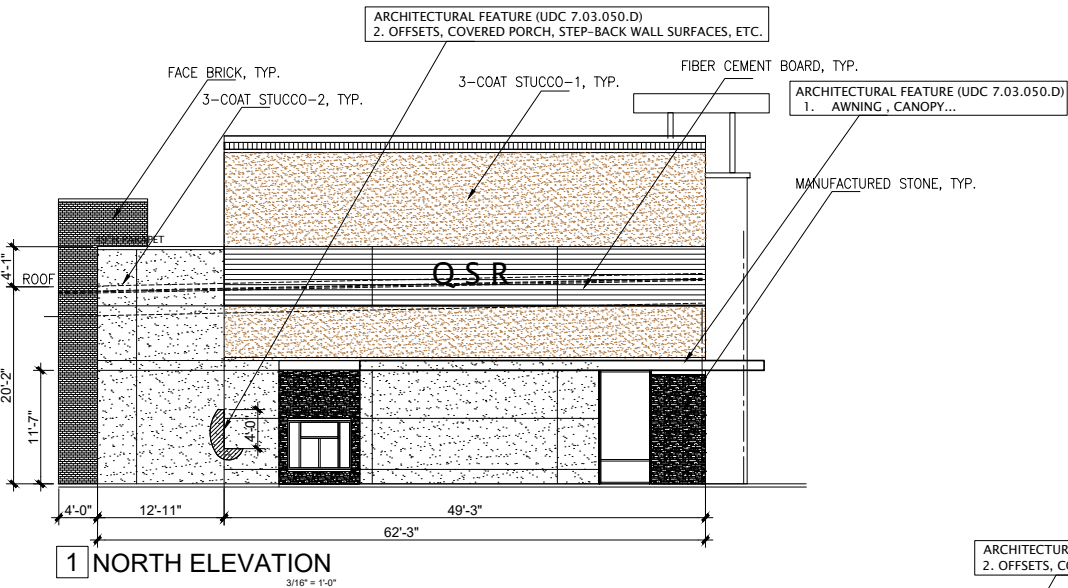 ARCHITECTURAL FEATURE (UDC 7.03.050.D)
2. OFFSETS, COVERED PORCH, STEP-BACK WALL SURFACES, ETC.
FACE BRICK, TYP.
3-COAT STUCCO-2, TYP.
3-COAT STUCCO-1, TYP.
FIBER CEMENT BOARD, TYP.
ARCHITECTURAL FEATURE (UDC 7.03.050.D)
1. AWNING , CANOPY...
MANUFACTURED STONE, TYP.
PARAPET
4'-1"
ROOF
QSR
20'-2"
11'-7"
4'-0"
4'-0"
12'-11"
49'-3"
62'-3"
1 NORTH ELEVATION
3/16" = 1'-0"
ARCHITECTUR
2. OFFSETS, CO